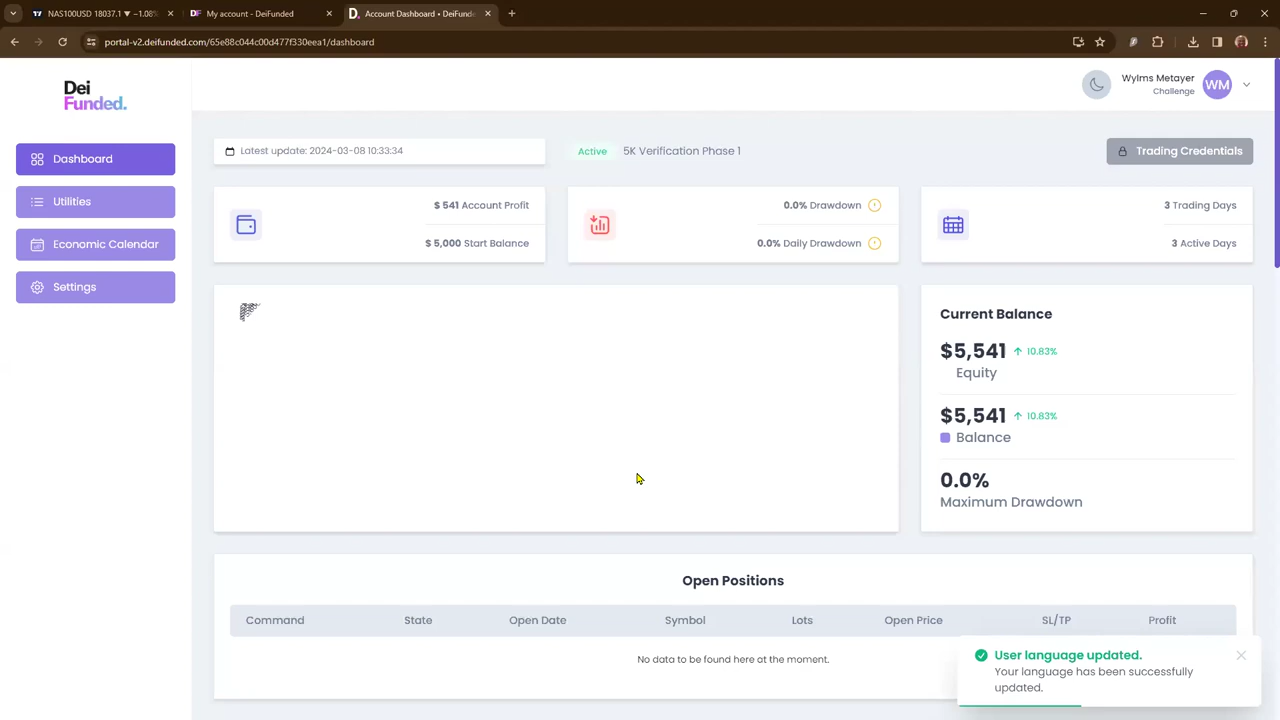 NAS100USD 18037.1 ▼ −1.08%
My account - DeiFunded
Account Dashboard • DeiFund
portal-v2.deifunded.com/65e88c044c00d477f330eea1/dashboard
Dei
Funded.
Wylms Metayer
Challenge
WM
Dashboard
Utilities
Economic Calendar
Settings
Latest update: 2024-03-08 10:33:34
Active 5K Verification Phase 1
Trading Credentials
$ 541 Account Profit
$ 5,000 Start Balance
0.0% Drawdown
0.0% Daily Drawdown
3 Trading Days
3 Active Days
Current Balance
$5,541 ↑ 10.83%
Equity
$5,541 ↑ 10.83%
Balance
0.0%
Maximum Drawdown
Open Positions
Command State Open Date Symbol Lots Open Price SL/TP Profit
No data to be found here at the moment.
User language updated.
Your language has been successfully
updated.